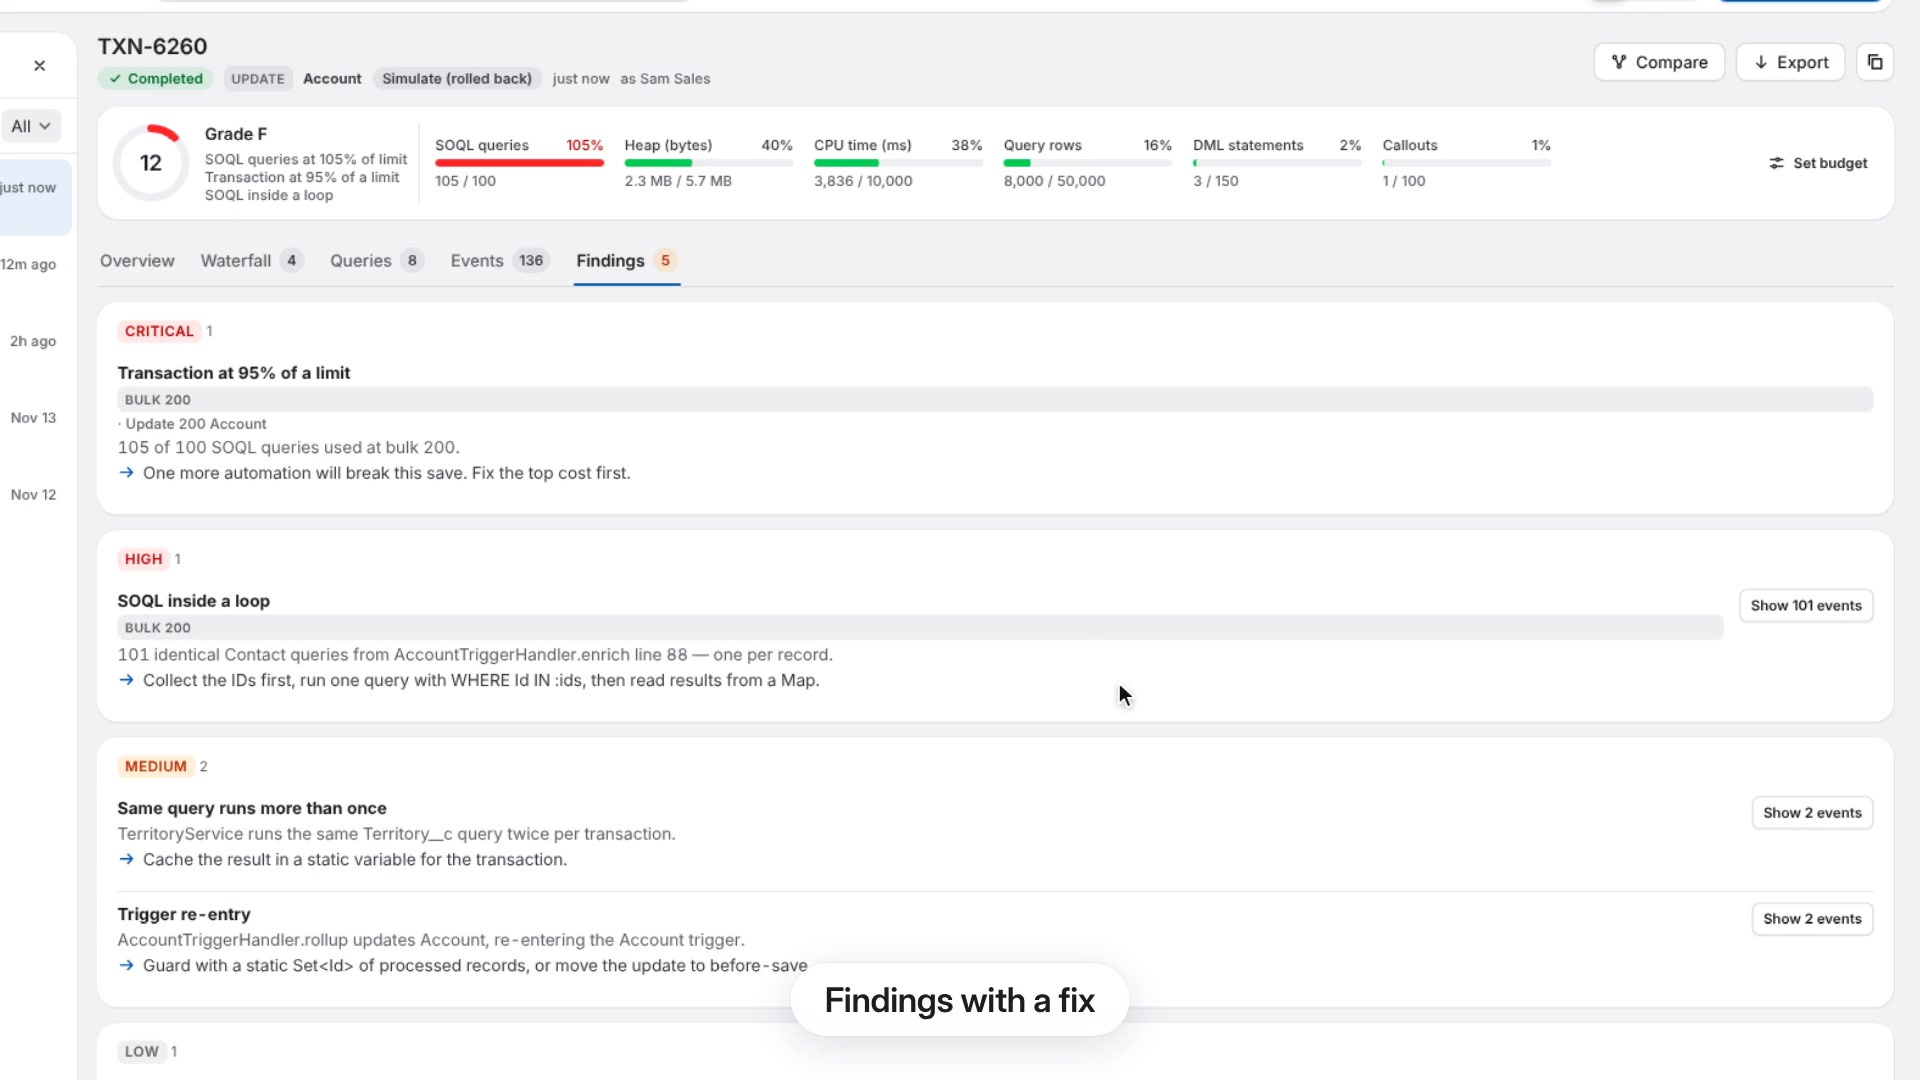 TXN-6260
Completed UPDATE Account Simulate (rolled back) just now as Sam Sales
Compare Export
All
just now
12m ago
2h ago
Nov 13
Nov 12
12
Grade F
SOQL queries at 105% of limit
Transaction at 95% of a limit
SOQL inside a loop
SOQL queries 105%
105 / 100
Heap (bytes) 40%
2.3 MB / 5.7 MB
CPU time (ms) 38%
3,836 / 10,000
Query rows 16%
8,000 / 50,000
DML statements 2%
3 / 150
Callouts 1%
1 / 100
Set budget
Overview Waterfall 4 Queries 8 Events 136 Findings 5
CRITICAL 1
Transaction at 95% of a limit
BULK 200
· Update 200 Account
105 of 100 SOQL queries used at bulk 200.
→ One more automation will break this save. Fix the top cost first.
HIGH 1
SOQL inside a loop
Show 101 events
BULK 200
101 identical Contact queries from AccountTriggerHandler.enrich line 88 — one per record.
→ Collect the IDs first, run one query with WHERE Id IN :ids, then read results from a Map.
MEDIUM 2
Same query runs more than once
Show 2 events
TerritoryService runs the same Territory__c query twice per transaction.
→ Cache the result in a static variable for the transaction.
Trigger re-entry
Show 2 events
AccountTriggerHandler.rollup updates Account, re-entering the Account trigger.
→ Guard with a static Set<Id> of processed records, or move the update to before-save
Findings with a fix
LOW 1